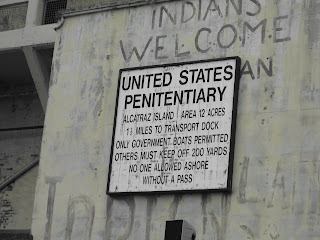 INDIANS
WELCOME
UNITED STATES
PENITENTIARY
ALCATRAZ ISLAND AREA 12 ACRES
1½ MILES TO TRANSPORT DOCK
ONLY GOVERNMENT BOATS PERMITTED
OTHERS MUST KEEP OFF 200 YARDS
NO ONE ALLOWED ASHORE
WITHOUT A PASS